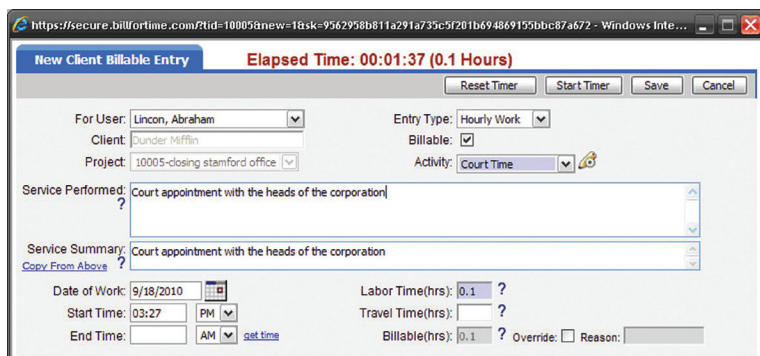 https://secure.billfortime.com/?tid=10005&new=1&sk=9562958b811a291a735c5f201b694869155bbc87a672 - Windows Inte...
New Client Billable Entry Elapsed Time: 00:01:37 (0.1 Hours)
Reset Timer Start Timer Save Cancel
For User: Lincon, Abraham Entry Type: Hourly Work
Client: Dunder Mifflin Billable:
Project: 10005-closing stamford office Activity: Court Time
Service Performed: Court appointment with the heads of the corporation
?
Service Summary: Court appointment with the heads of the corporation
Copy From Above ?
Date of Work: 9/18/2010 Labor Time(hrs): 0.1 ?
Start Time: 03:27 PM Travel Time(hrs): ?
End Time: AM get time Billable(hrs): 0.1 ? Override: Reason: